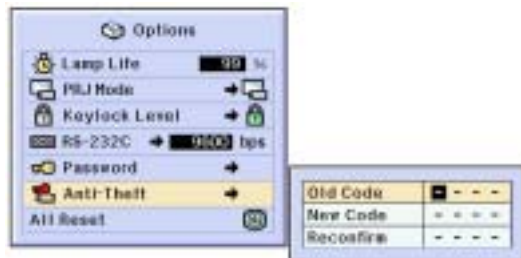 Options
Lamp Life 99 %
PRJ Mode
Keylock Level
RS-232C 9600 bps
Password
Anti-Theft
All Reset
Old Code - - - -
New Code - - - -
Reconfirm - - - -